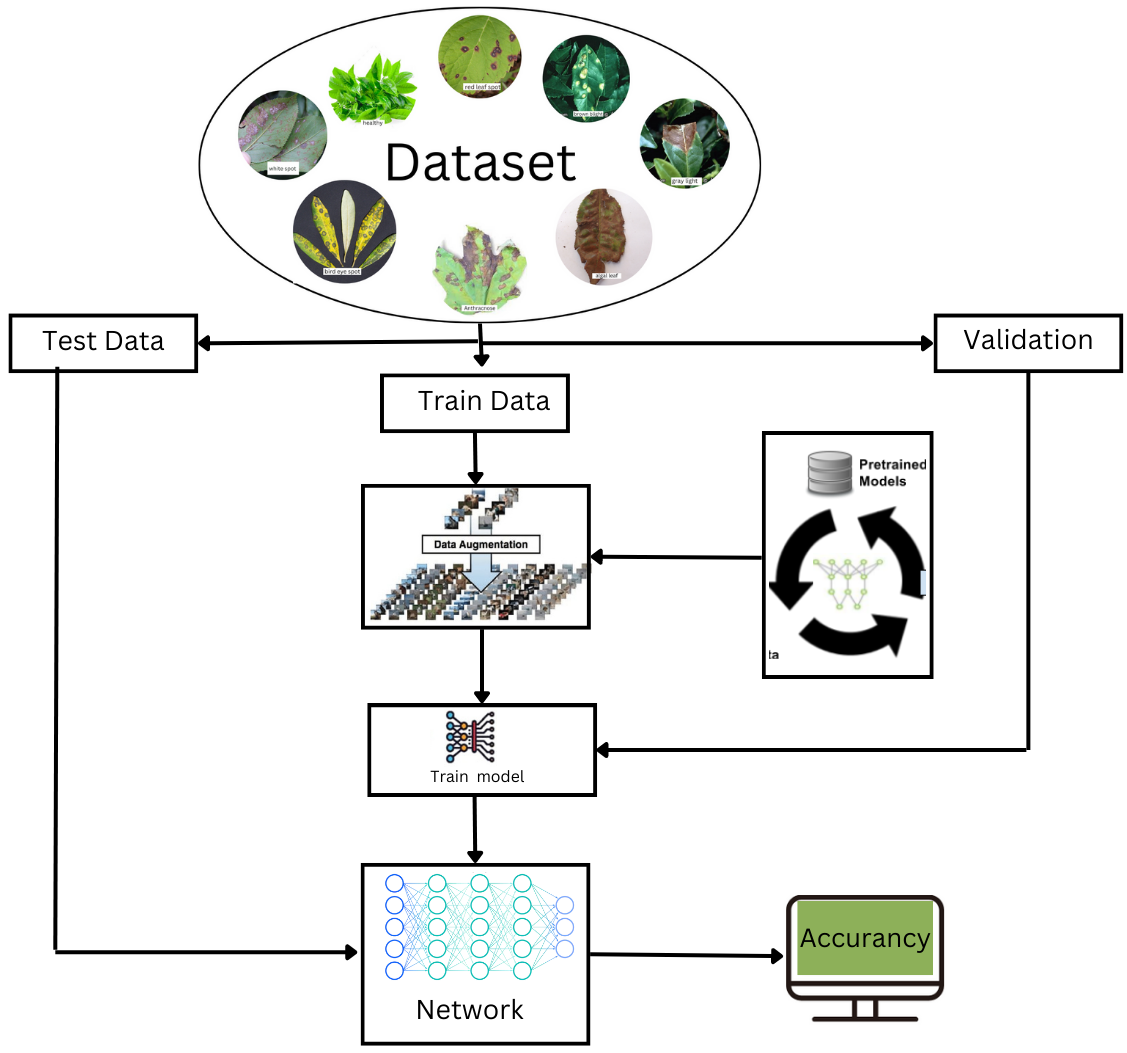 red leaf spot
healthy
brown blight
white spot
Dataset
gray light
bird eye spot
algal leaf
Anthracnose
Test Data
Validation
Train Data
Pretrained
Models
Data Augmentation
ta
Train model
Accurancy
Network